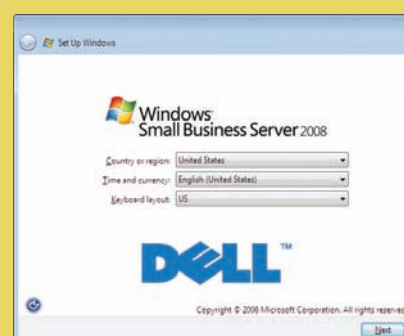 Set Up Windows
Windows
Small Business Server 2008
Country or region: United States
Time and currency: English (United States)
Keyboard layout: US
DELL™
Copyright © 2006 Microsoft Corporation. All rights reserved
Next